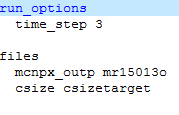 run_options
  time_step 3

files
  mcnpx_outp mr15013o
  csize csizetarget